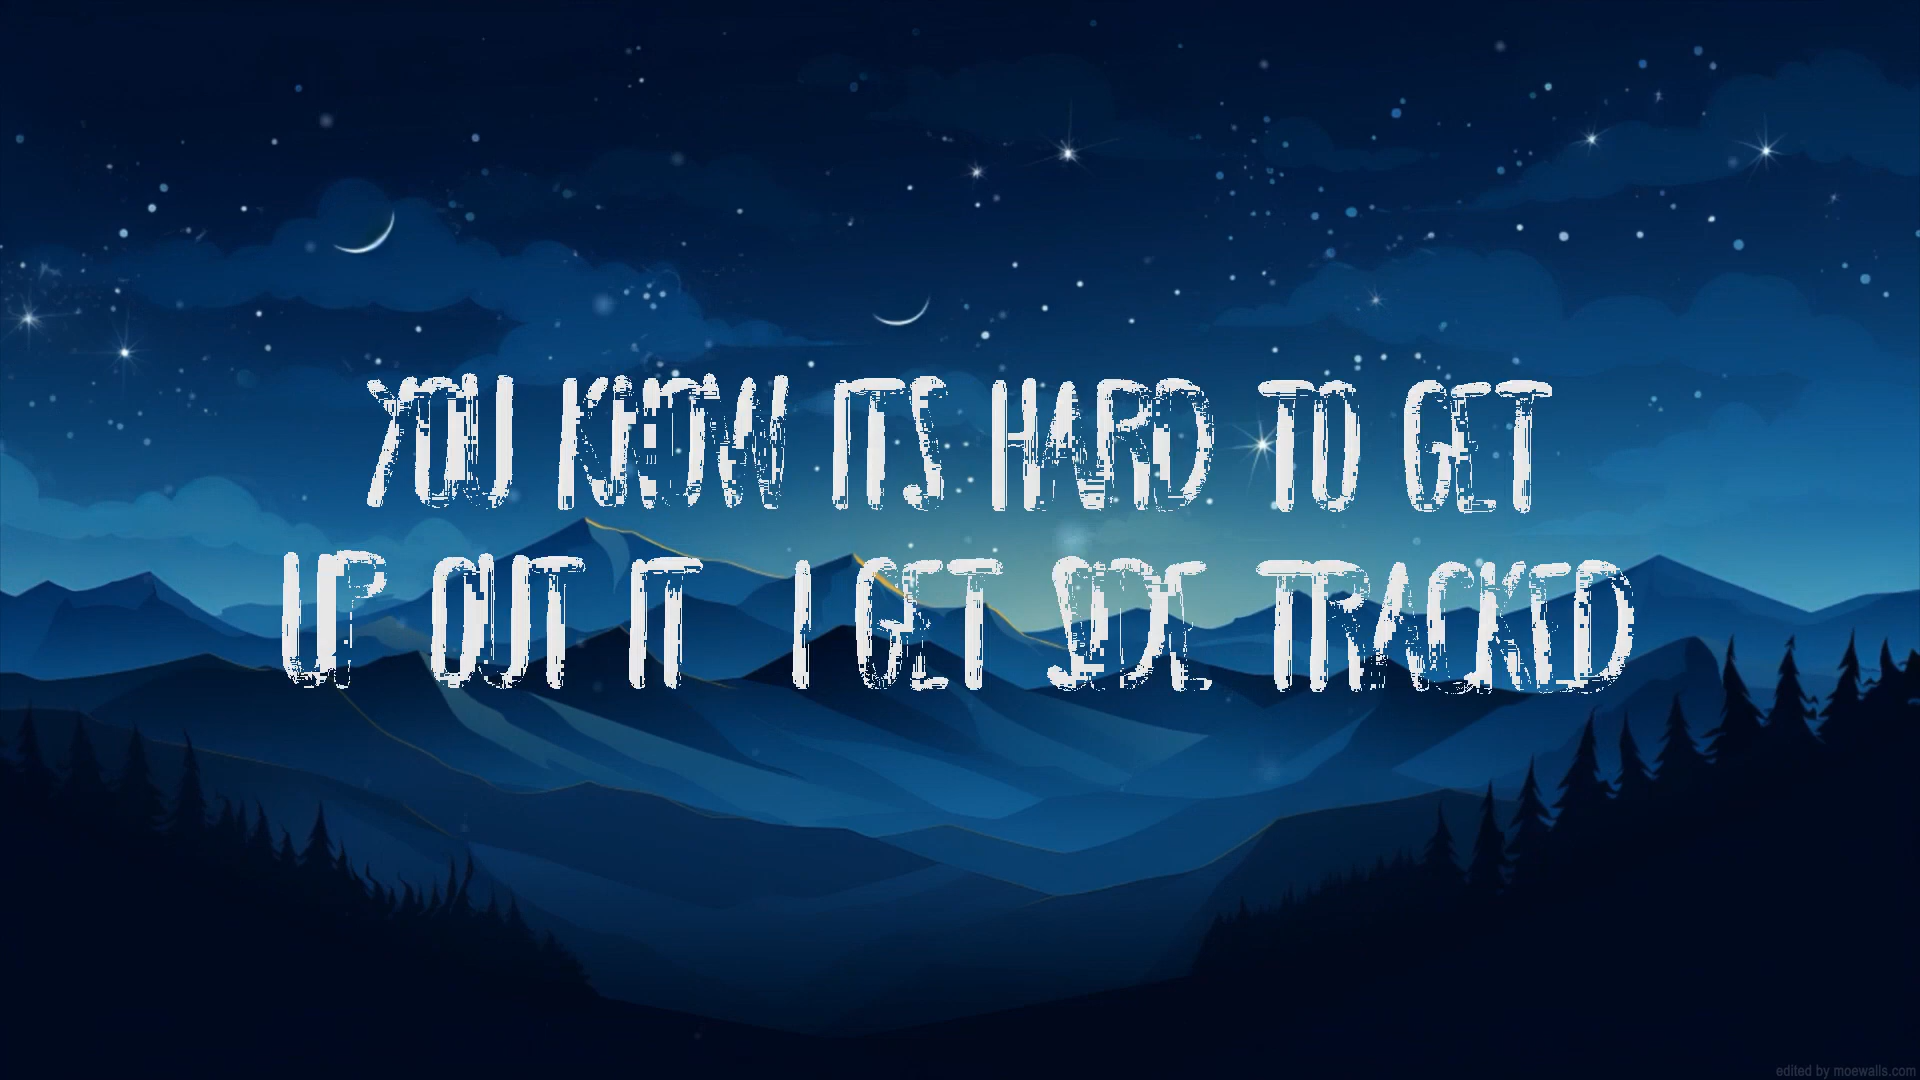 YOU KNOW ITS HARD TO GET
UP OUT IT I GET SIDE TRACKED
edited by moewalls.com